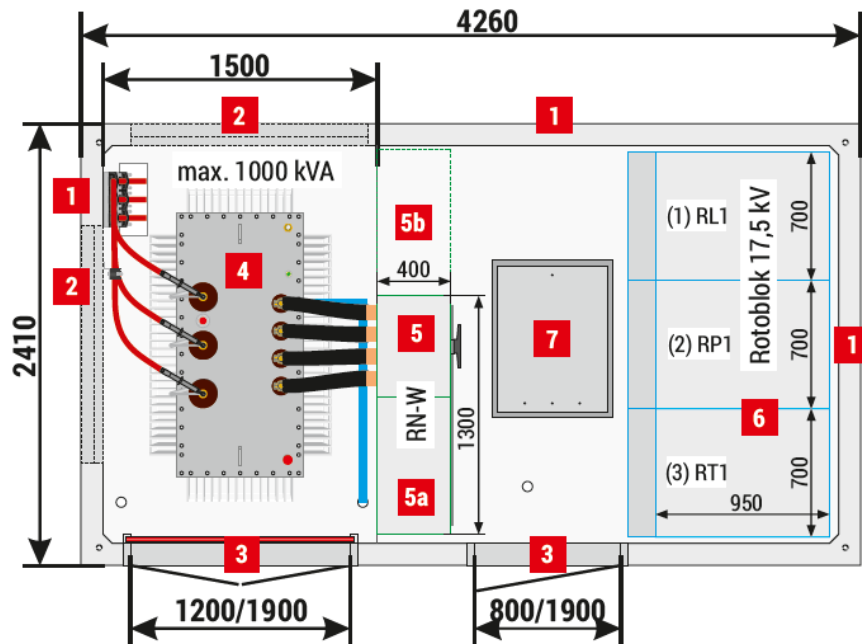 4260
1500
2
1
max. 1000 kVA
1
5b
(1) RL1
700
Rotoblok 17,5 kV
4
400
2
2410
5
7
(2) RP1
700
1
RN-W
1300
6
5a
(3) RT1
700
950
3
3
1200/1900
800/1900